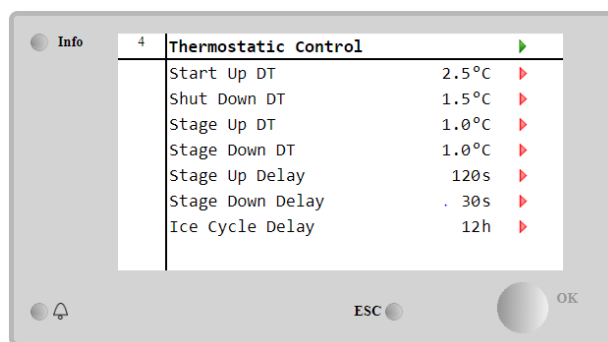 Info
4 Thermostatic Control
Start Up DT 2.5°C
Shut Down DT 1.5°C
Stage Up DT 1.0°C
Stage Down DT 1.0°C
Stage Up Delay 120s
Stage Down Delay . 30s
Ice Cycle Delay 12h
ESC
OK